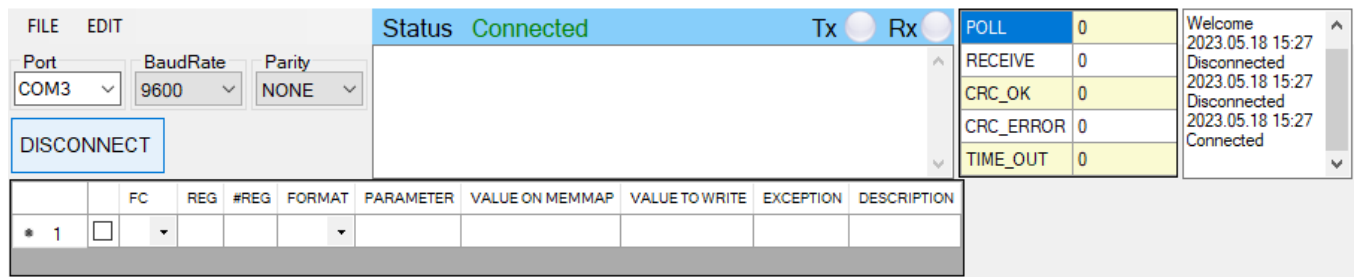 FILE EDIT
Status Connected Tx Rx
Port BaudRate Parity
COM3 9600 NONE
DISCONNECT
POLL 0
RECEIVE 0
CRC_OK 0
CRC_ERROR 0
TIME_OUT 0
Welcome
2023.05.18 15:27
Disconnected
2023.05.18 15:27
Disconnected
2023.05.18 15:27
Connected
FC REG #REG FORMAT PARAMETER VALUE ON MEMMAP VALUE TO WRITE EXCEPTION DESCRIPTION
* 1